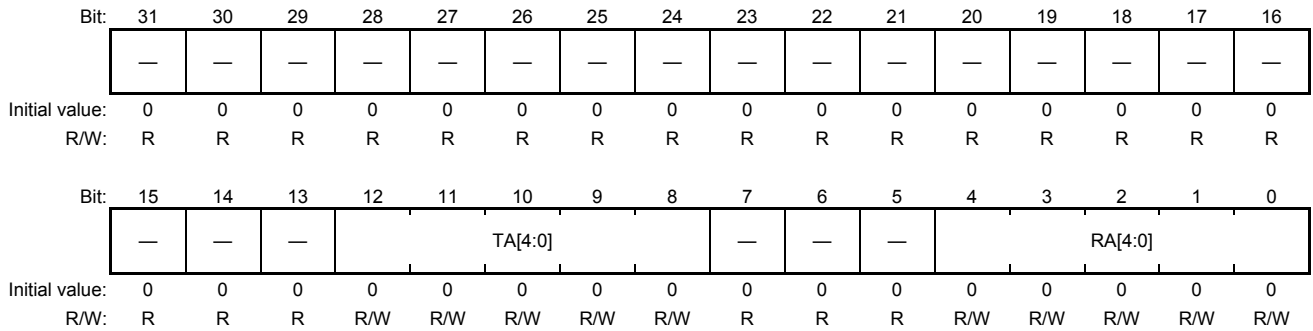 Bit: 31 30 29 28 27 26 25 24 23 22 21 20 19 18 17 16
— — — — — — — — — — — — — — — —
Initial value: 0 0 0 0 0 0 0 0 0 0 0 0 0 0 0 0
R/W: R R R R R R R R R R R R R R R R
Bit: 15 14 13 12 11 10 9 8 7 6 5 4 3 2 1 0
— — — TA[4:0] — — — RA[4:0]
Initial value: 0 0 0 0 0 0 0 0 0 0 0 0 0 0 0 0
R/W: R R R R/W R/W R/W R/W R/W R R R R/W R/W R/W R/W R/W